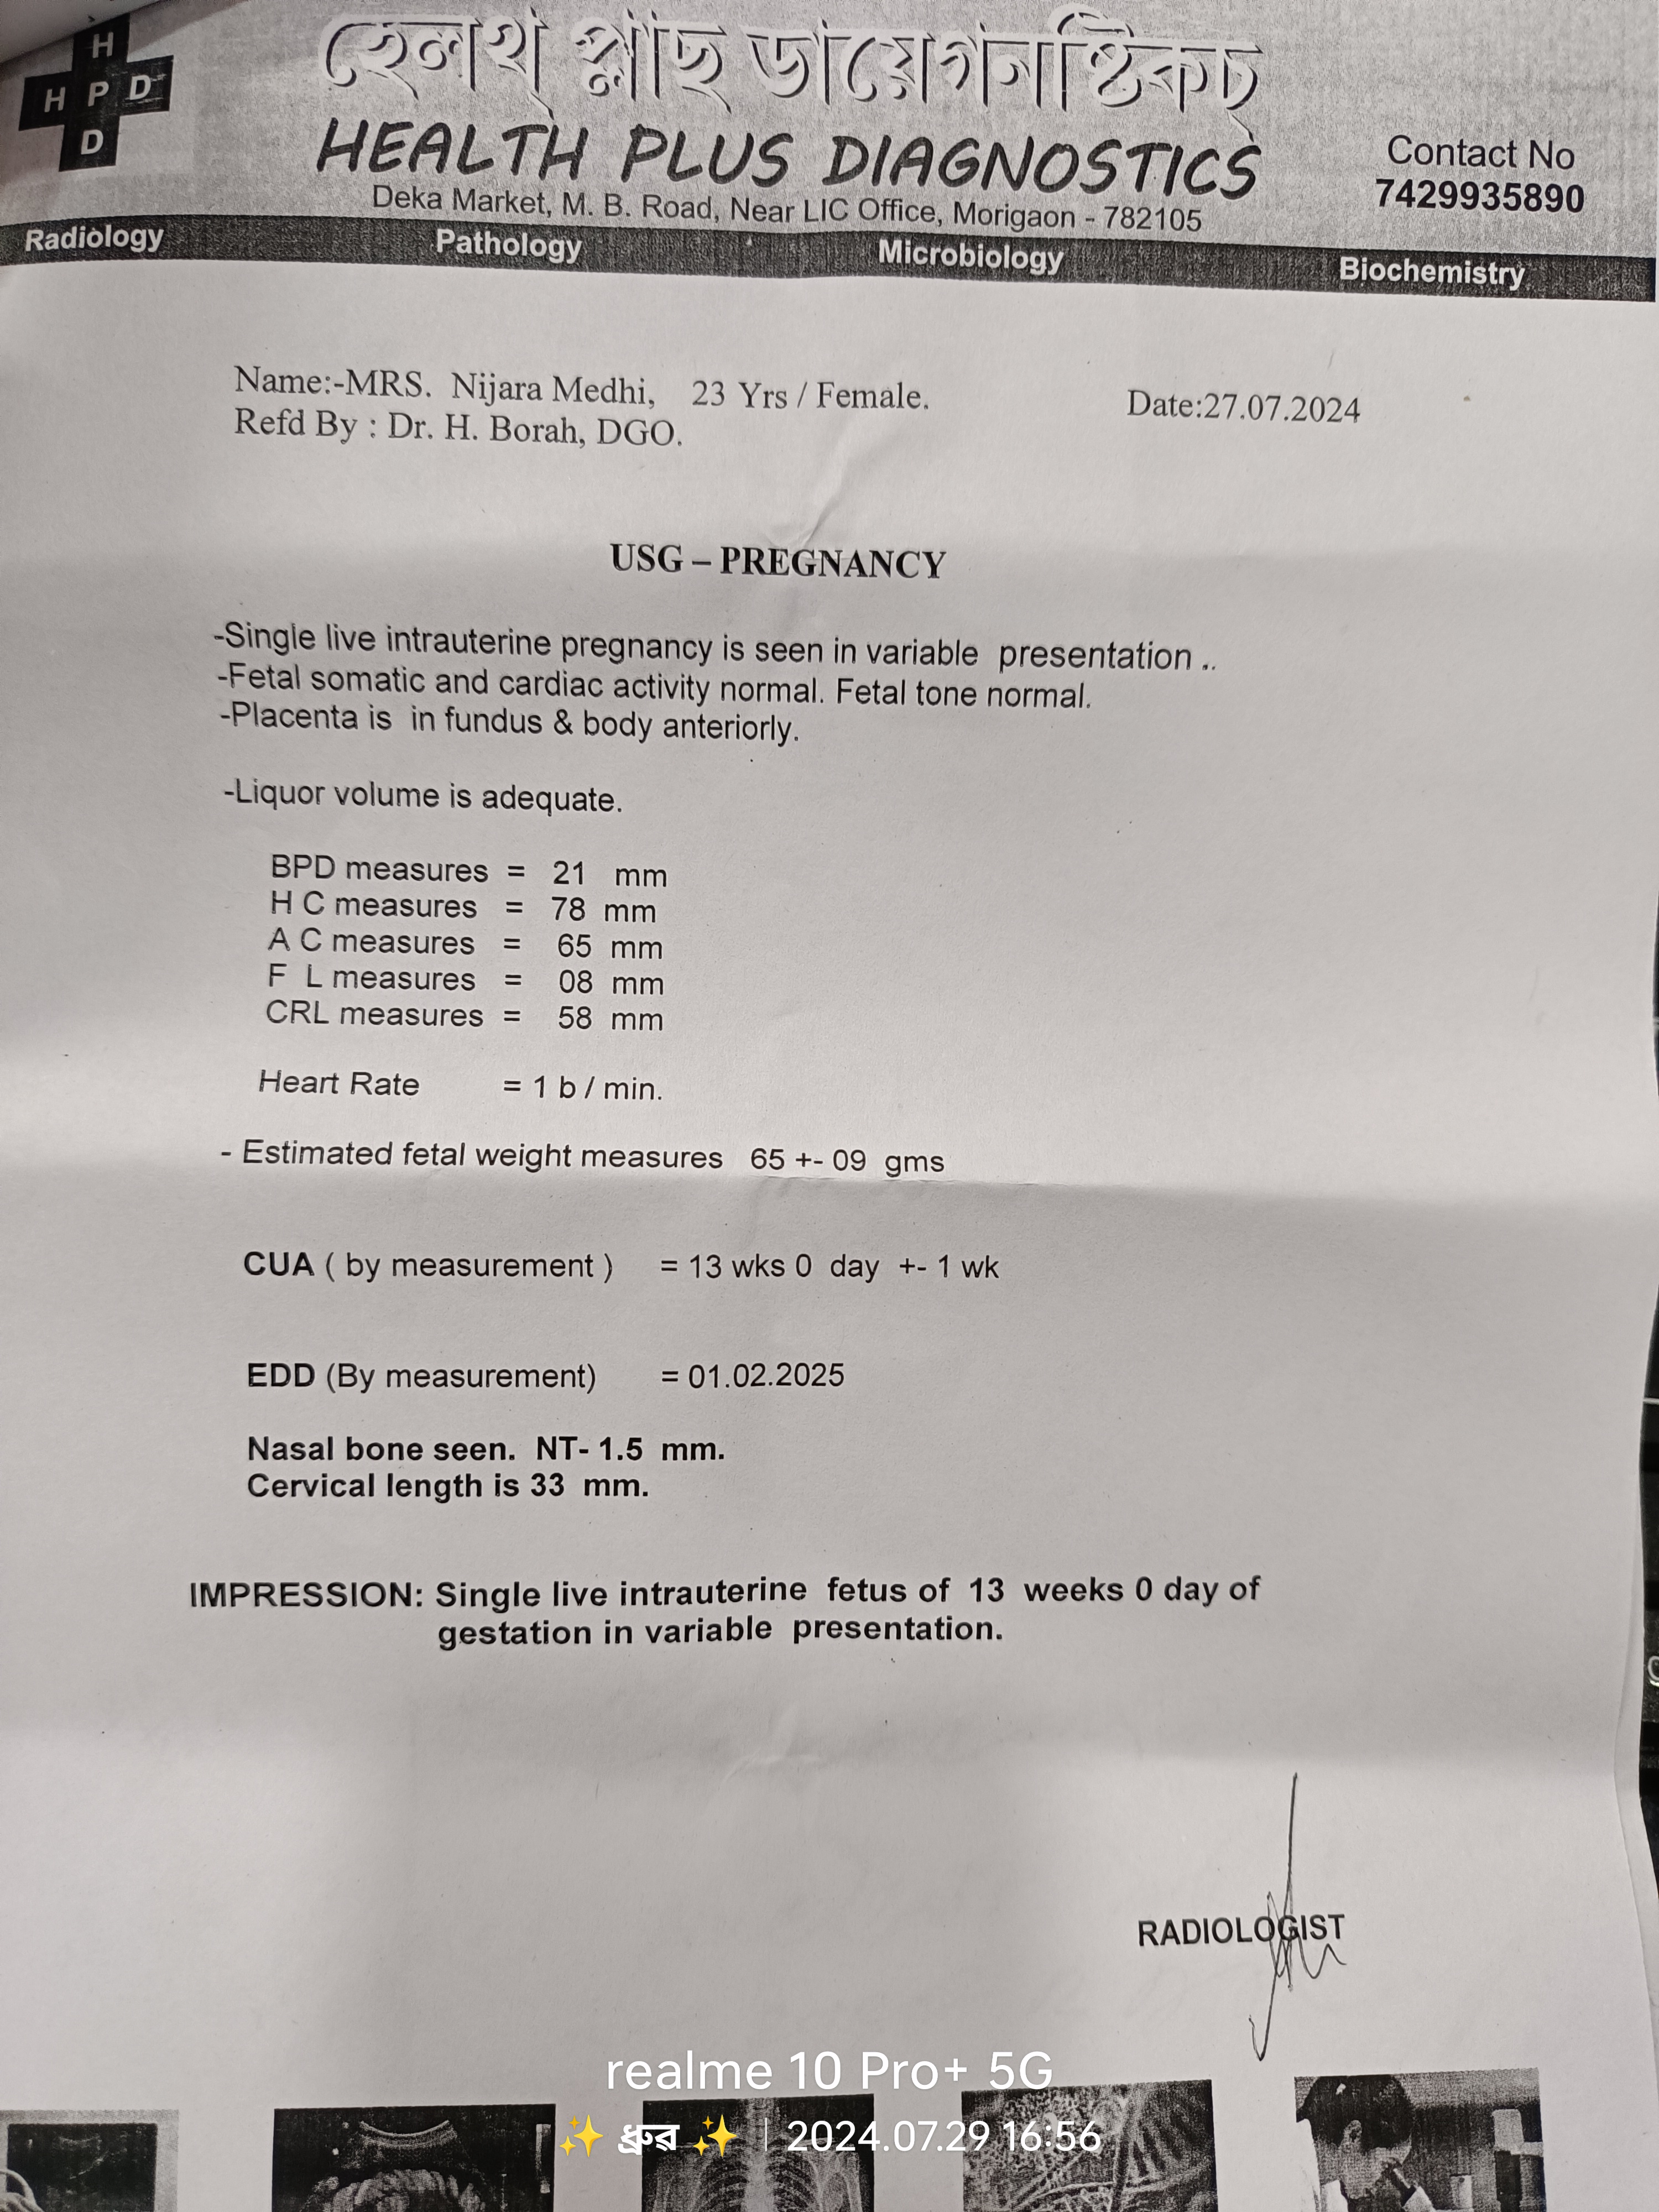 H
H P D
D
হেলথ্ প্লাছ ডায়েগনষ্টিকচ্
HEALTH PLUS DIAGNOSTICS
Deka Market, M. B. Road, Near LIC Office, Morigaon - 782105
Contact No
7429935890
Radiology Pathology Microbiology Biochemistry
Name:-MRS. Nijara Medhi, 23 Yrs / Female. Date:27.07.2024
Refd By : Dr. H. Borah, DGO.
USG – PREGNANCY
-Single live intrauterine pregnancy is seen in variable presentation ..
-Fetal somatic and cardiac activity normal. Fetal tone normal.
-Placenta is in fundus & body anteriorly.
-Liquor volume is adequate.
BPD measures = 21 mm
H C measures = 78 mm
A C measures = 65 mm
F L measures = 08 mm
CRL measures = 58 mm
Heart Rate = 1 b / min.
- Estimated fetal weight measures 65 +- 09 gms
CUA ( by measurement ) = 13 wks 0 day +- 1 wk
EDD (By measurement) = 01.02.2025
Nasal bone seen. NT- 1.5 mm.
Cervical length is 33 mm.
IMPRESSION: Single live intrauterine fetus of 13 weeks 0 day of
gestation in variable presentation.
RADIOLOGIST
realme 10 Pro+ 5G
✨ ধ্রুৱ ✨ | 2024.07.29 16:56